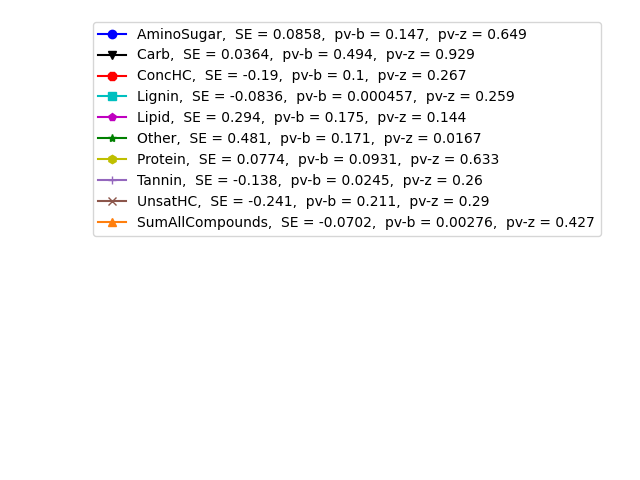 AminoSugar,  SE = 0.0858,  pv-b = 0.147,  pv-z = 0.649
Carb,  SE = 0.0364,  pv-b = 0.494,  pv-z = 0.929
ConcHC,  SE = -0.19,  pv-b = 0.1,  pv-z = 0.267
Lignin,  SE = -0.0836,  pv-b = 0.000457,  pv-z = 0.259
Lipid,  SE = 0.294,  pv-b = 0.175,  pv-z = 0.144
Other,  SE = 0.481,  pv-b = 0.171,  pv-z = 0.0167
Protein,  SE = 0.0774,  pv-b = 0.0931,  pv-z = 0.633
Tannin,  SE = -0.138,  pv-b = 0.0245,  pv-z = 0.26
UnsatHC,  SE = -0.241,  pv-b = 0.211,  pv-z = 0.29
SumAllCompounds,  SE = -0.0702,  pv-b = 0.00276,  pv-z = 0.427